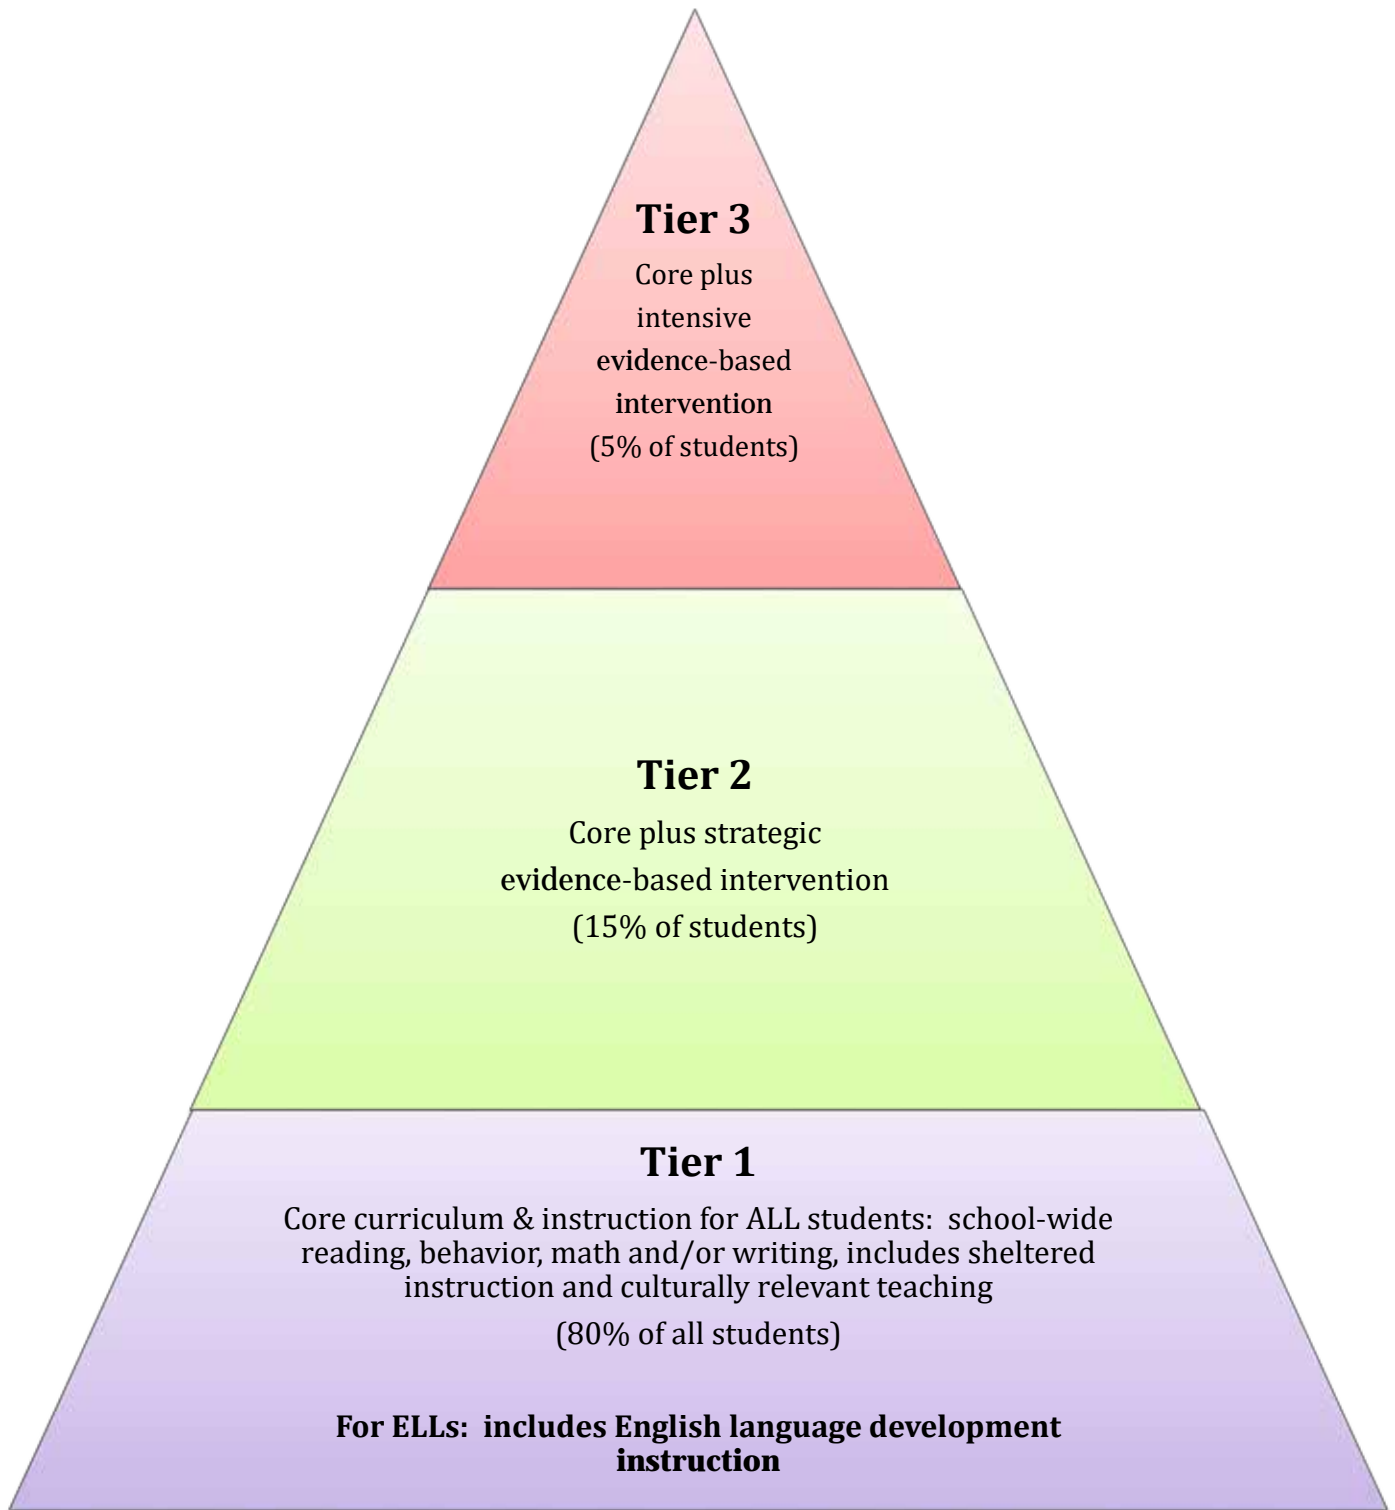 Tier 3
Core plus
intensive
evidence-based
intervention
(5% of students)
Tier 2
Core plus strategic
evidence-based intervention
(15% of students)
Tier 1
Core curriculum & instruction for ALL students:  school-wide
reading, behavior, math and/or writing, includes sheltered
instruction and culturally relevant teaching
(80% of all students)
For ELLs:  includes English language development
instruction